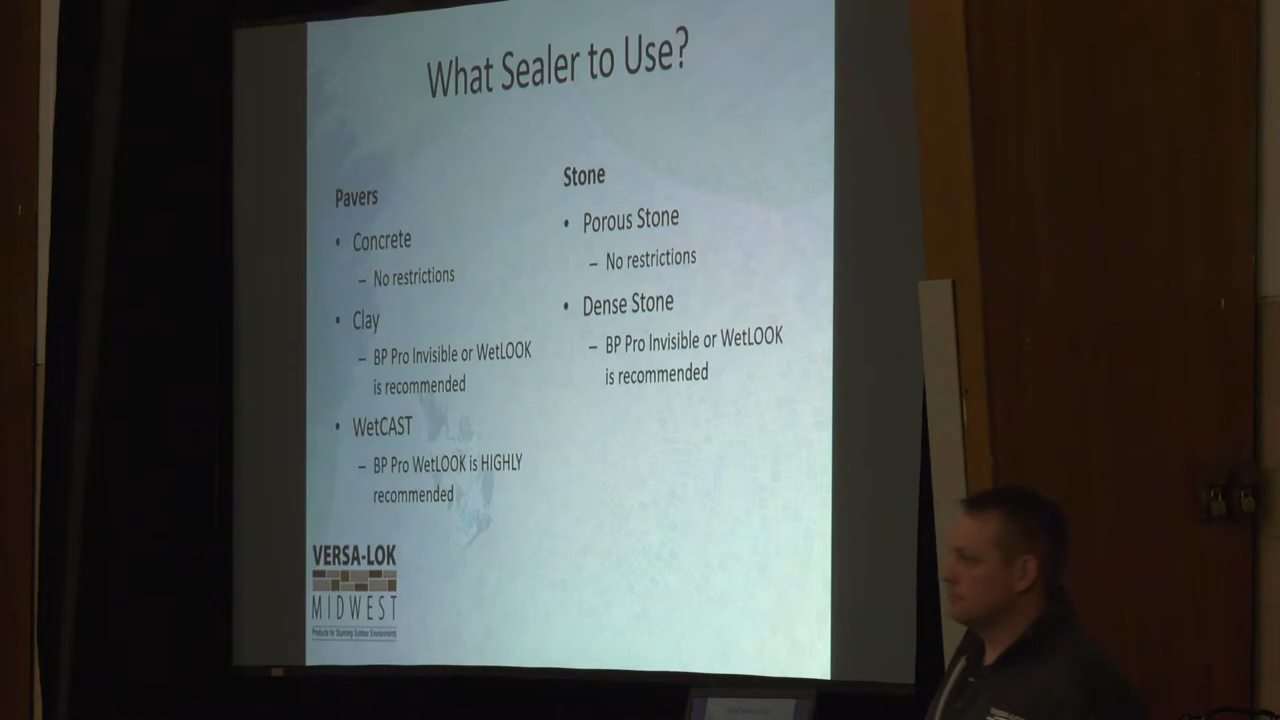 What Sealer to Use?
Pavers
• Concrete
– No restrictions
• Clay
– BP Pro Invisible or WetLOOK
is recommended
• WetCAST
– BP Pro WetLOOK is HIGHLY
recommended
Stone
• Porous Stone
– No restrictions
• Dense Stone
– BP Pro Invisible or WetLOOK
is recommended
VERSA-LOK
MIDWEST
Products for Stunning Outdoor Environments